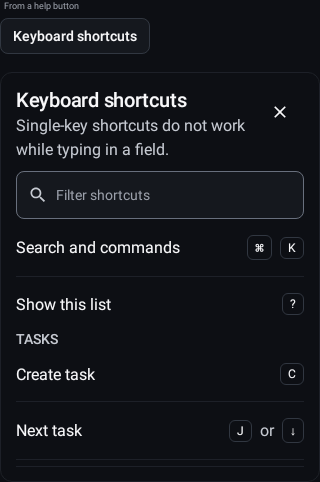 From a help button
Keyboard shortcuts
Keyboard shortcuts
Single-key shortcuts do not work
while typing in a field.
Filter shortcuts
Search and commands ⌘ K
Show this list ?
TASKS
Create task C
Next task J or ↓